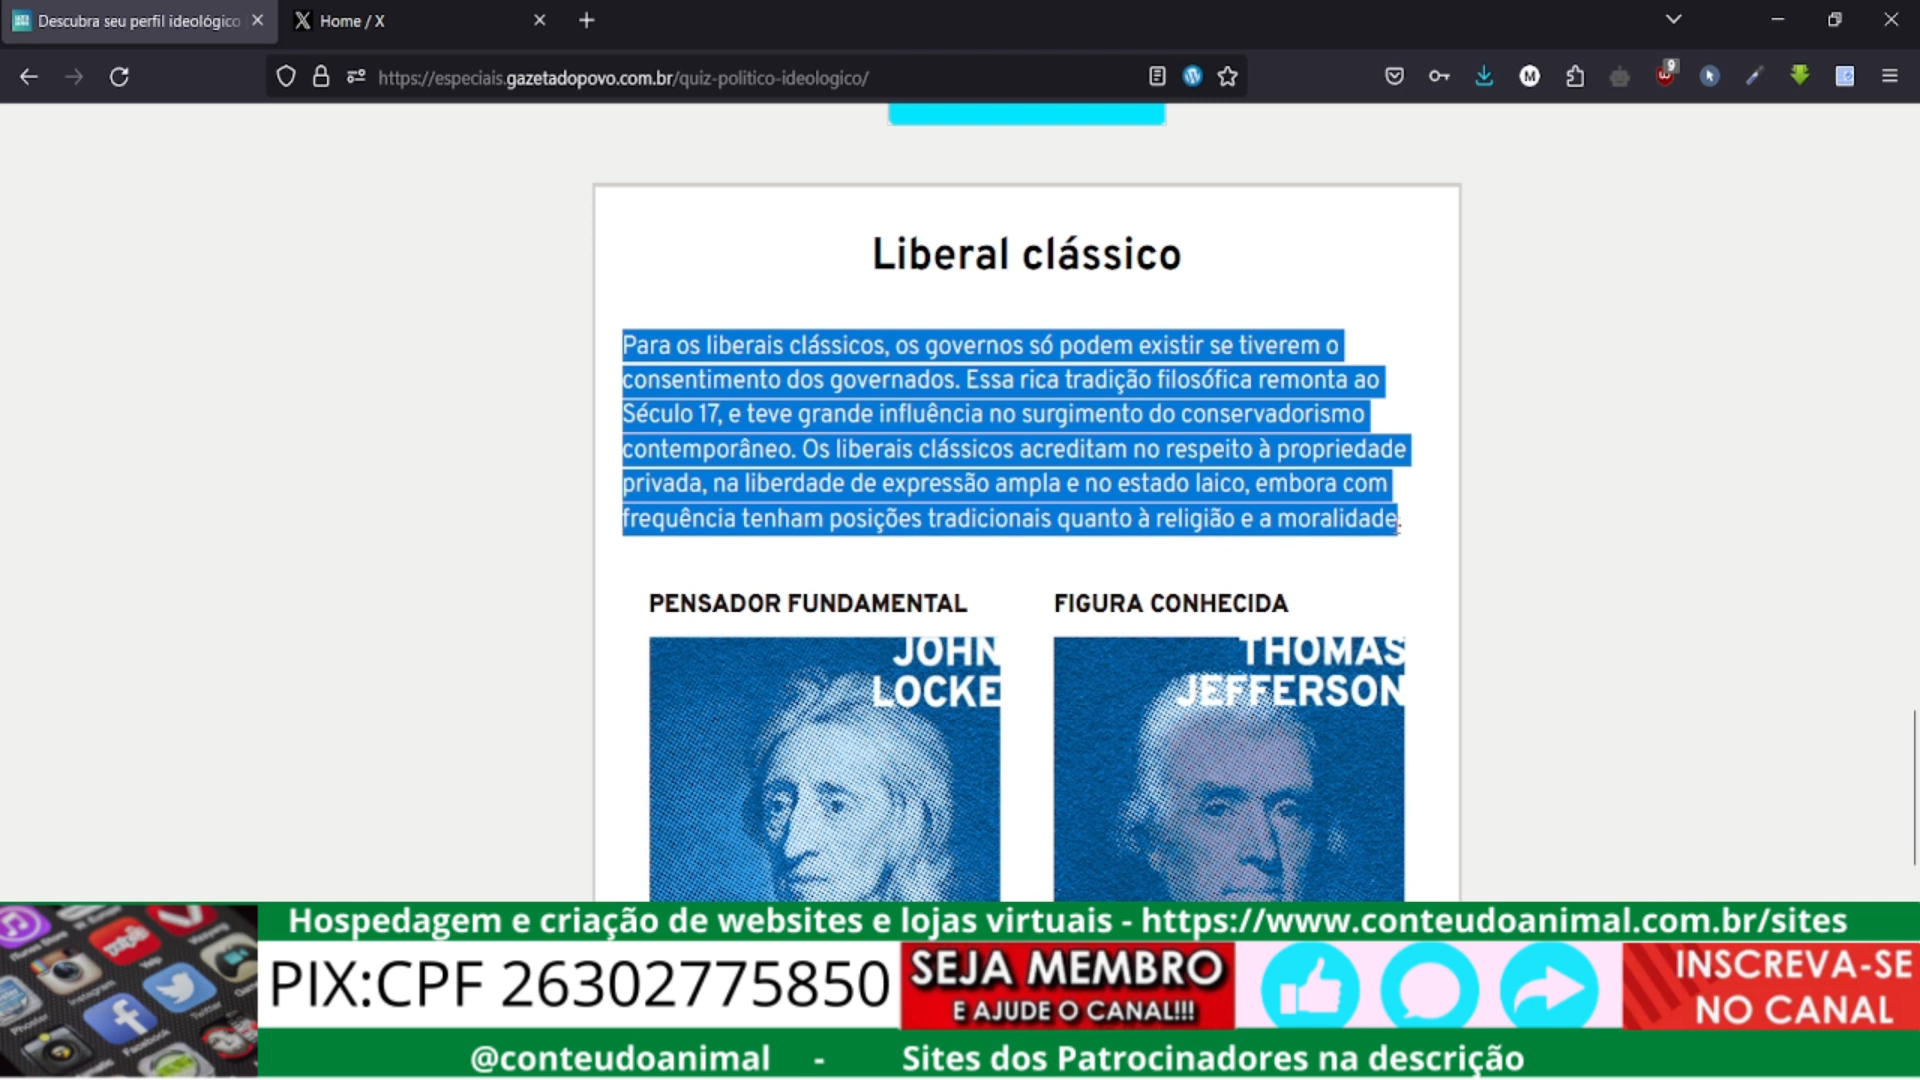 Descubra seu perfil ideológico
Home / X
https://especiais.gazetadopovo.com.br/quiz-politico-ideologico/
9
Liberal clássico
Para os liberais clássicos, os governos só podem existir se tiverem o
consentimento dos governados. Essa rica tradição filosófica remonta ao
Século 17, e teve grande influência no surgimento do conservadorismo
contemporâneo. Os liberais clássicos acreditam no respeito à propriedade
privada, na liberdade de expressão ampla e no estado laico, embora com
frequência tenham posições tradicionais quanto à religião e a moralidade.
PENSADOR FUNDAMENTAL
FIGURA CONHECIDA
JOHN
LOCKE
THOMAS
JEFFERSON
Hospedagem e criação de websites e lojas virtuais - https://www.conteudoanimal.com.br/sites
PIX:CPF 26302775850
SEJA MEMBRO
E AJUDE O CANAL!!!
INSCREVA-SE
NO CANAL
@conteudoanimal - Sites dos Patrocinadores na descrição